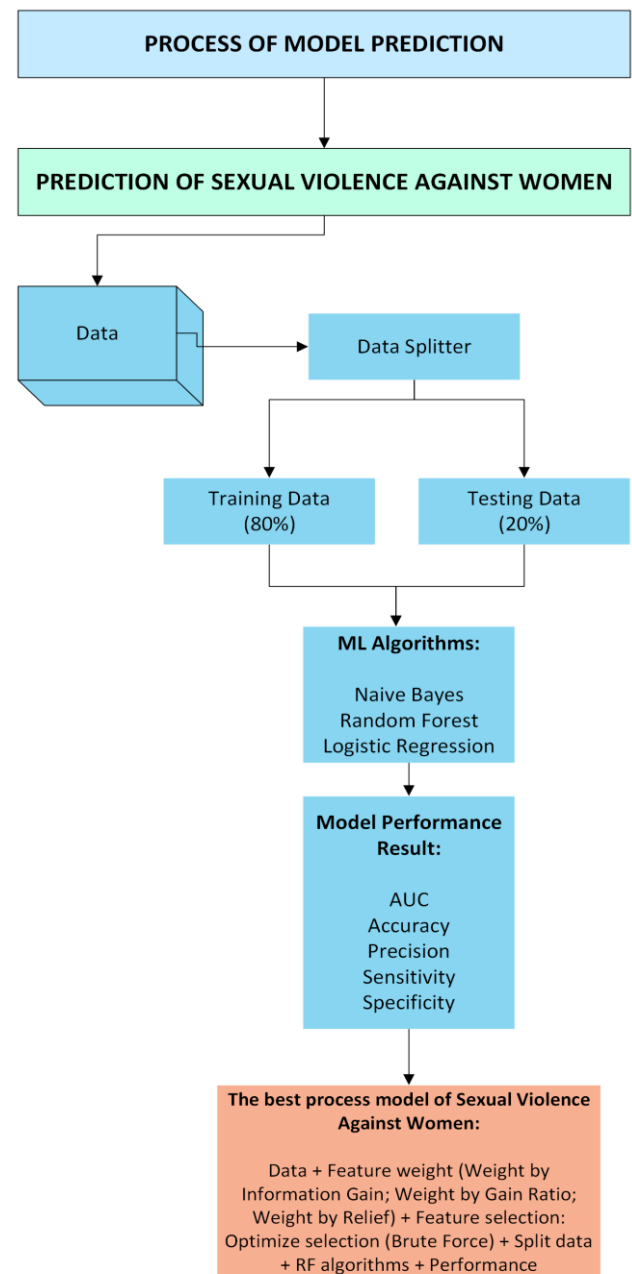 PROCESS OF MODEL PREDICTION
PREDICTION OF SEXUAL VIOLENCE AGAINST WOMEN
Data
Data Splitter
Training Data
(80%)
Testing Data
(20%)
ML Algorithms:
Naive Bayes
Random Forest
Logistic Regression
Model Performance
Result:
AUC
Accuracy
Precision
Sensitivity
Specificity
The best process model of Sexual Violence
Against Women:
Data + Feature weight (Weight by
Information Gain; Weight by Gain Ratio;
Weight by Relief) + Feature selection:
Optimize selection (Brute Force) + Split data
+ RF algorithms + Performance